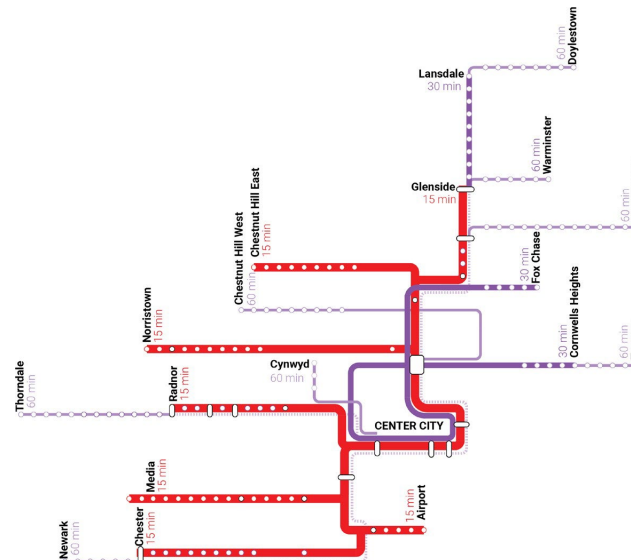 60 min
Doylestown
Lansdale
30 min
60 min
Warminster
Glenside
15 min
Chestnut Hill East
15 min
Chestnut Hill West
60 min
60 min
30 min
Fox Chase
Norristown
15 min
30 min
Cornwells Heights
60 min
Cynwyd
60 min
Radnor
15 min
Thorndale
60 min
CENTER CITY
Media
15 min
15 min
Airport
Chester
15 min
Newark
60 min